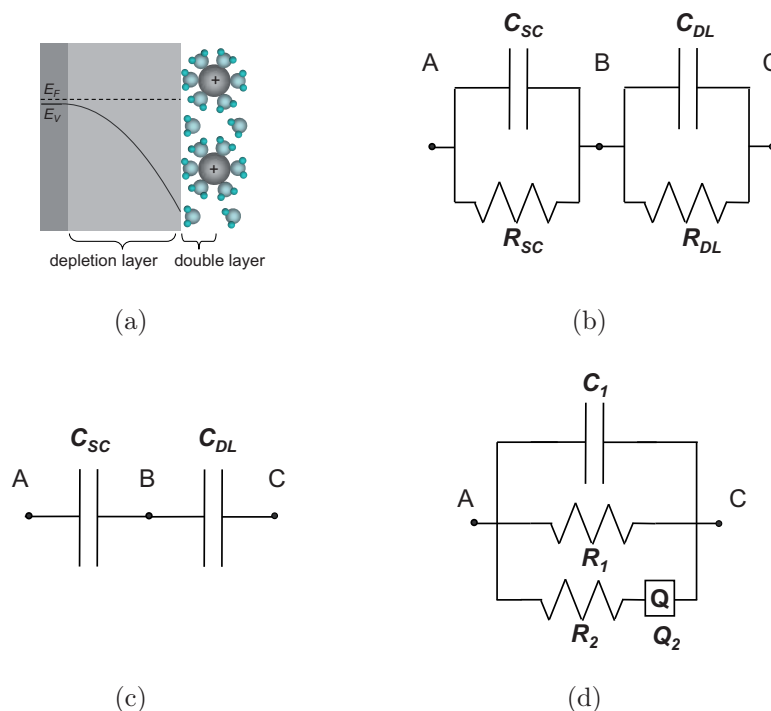 E_F
E_V
+
+
depletion layer
double layer
(a)
C_SC
C_DL
A
B
C
R_SC
R_DL
(b)
C_SC
C_DL
A
B
C
(c)
C_1
A
C
R_1
Q
R_2
Q_2
(d)